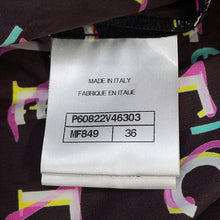 MADE IN ITALY
FABRIQUE EN ITALIE
P60822V46303
MF849 36